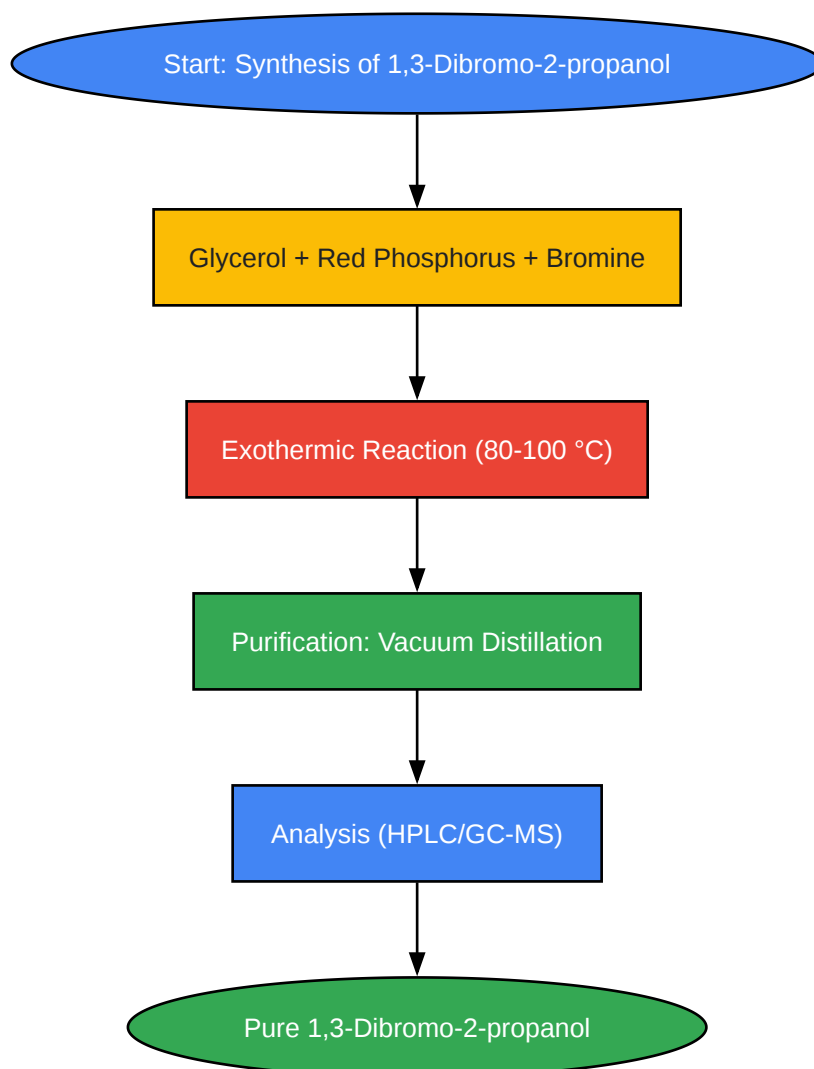 Start: Synthesis of 1,3-Dibromo-2-propanol
Glycerol + Red Phosphorus + Bromine
Exothermic Reaction (80-100 °C)
Purification: Vacuum Distillation
Analysis (HPLC/GC-MS)
Pure 1,3-Dibromo-2-propanol